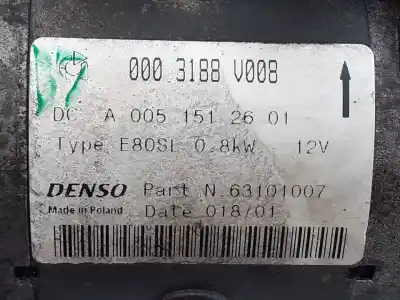 000 3188 V008
DC A 005 151 26 01
Type E80SL 0.8kW 12V
DENSO Part N.63101007
Made in Poland Date 018/01